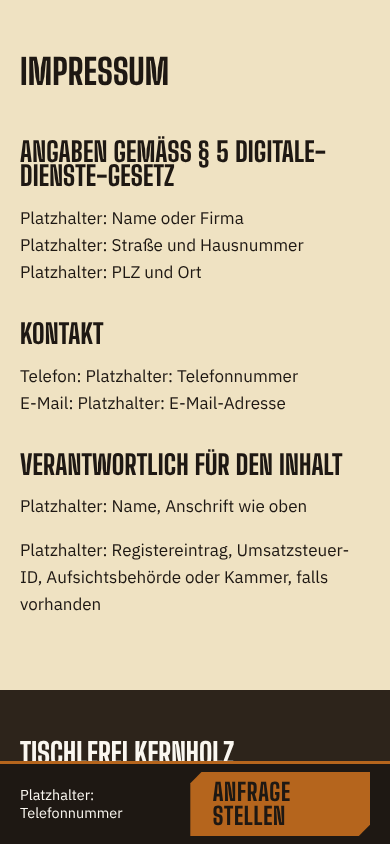 IMPRESSUM
ANGABEN GEMÄSS § 5 DIGITALE-
DIENSTE-GESETZ
Platzhalter: Name oder Firma
Platzhalter: Straße und Hausnummer
Platzhalter: PLZ und Ort
KONTAKT
Telefon: Platzhalter: Telefonnummer
E-Mail: Platzhalter: E-Mail-Adresse
VERANTWORTLICH FÜR DEN INHALT
Platzhalter: Name, Anschrift wie oben
Platzhalter: Registereintrag, Umsatzsteuer-
ID, Aufsichtsbehörde oder Kammer, falls
vorhanden
TISCHLEREI KERNHOLZ
Platzhalter:
Telefonnummer
ANFRAGE
STELLEN